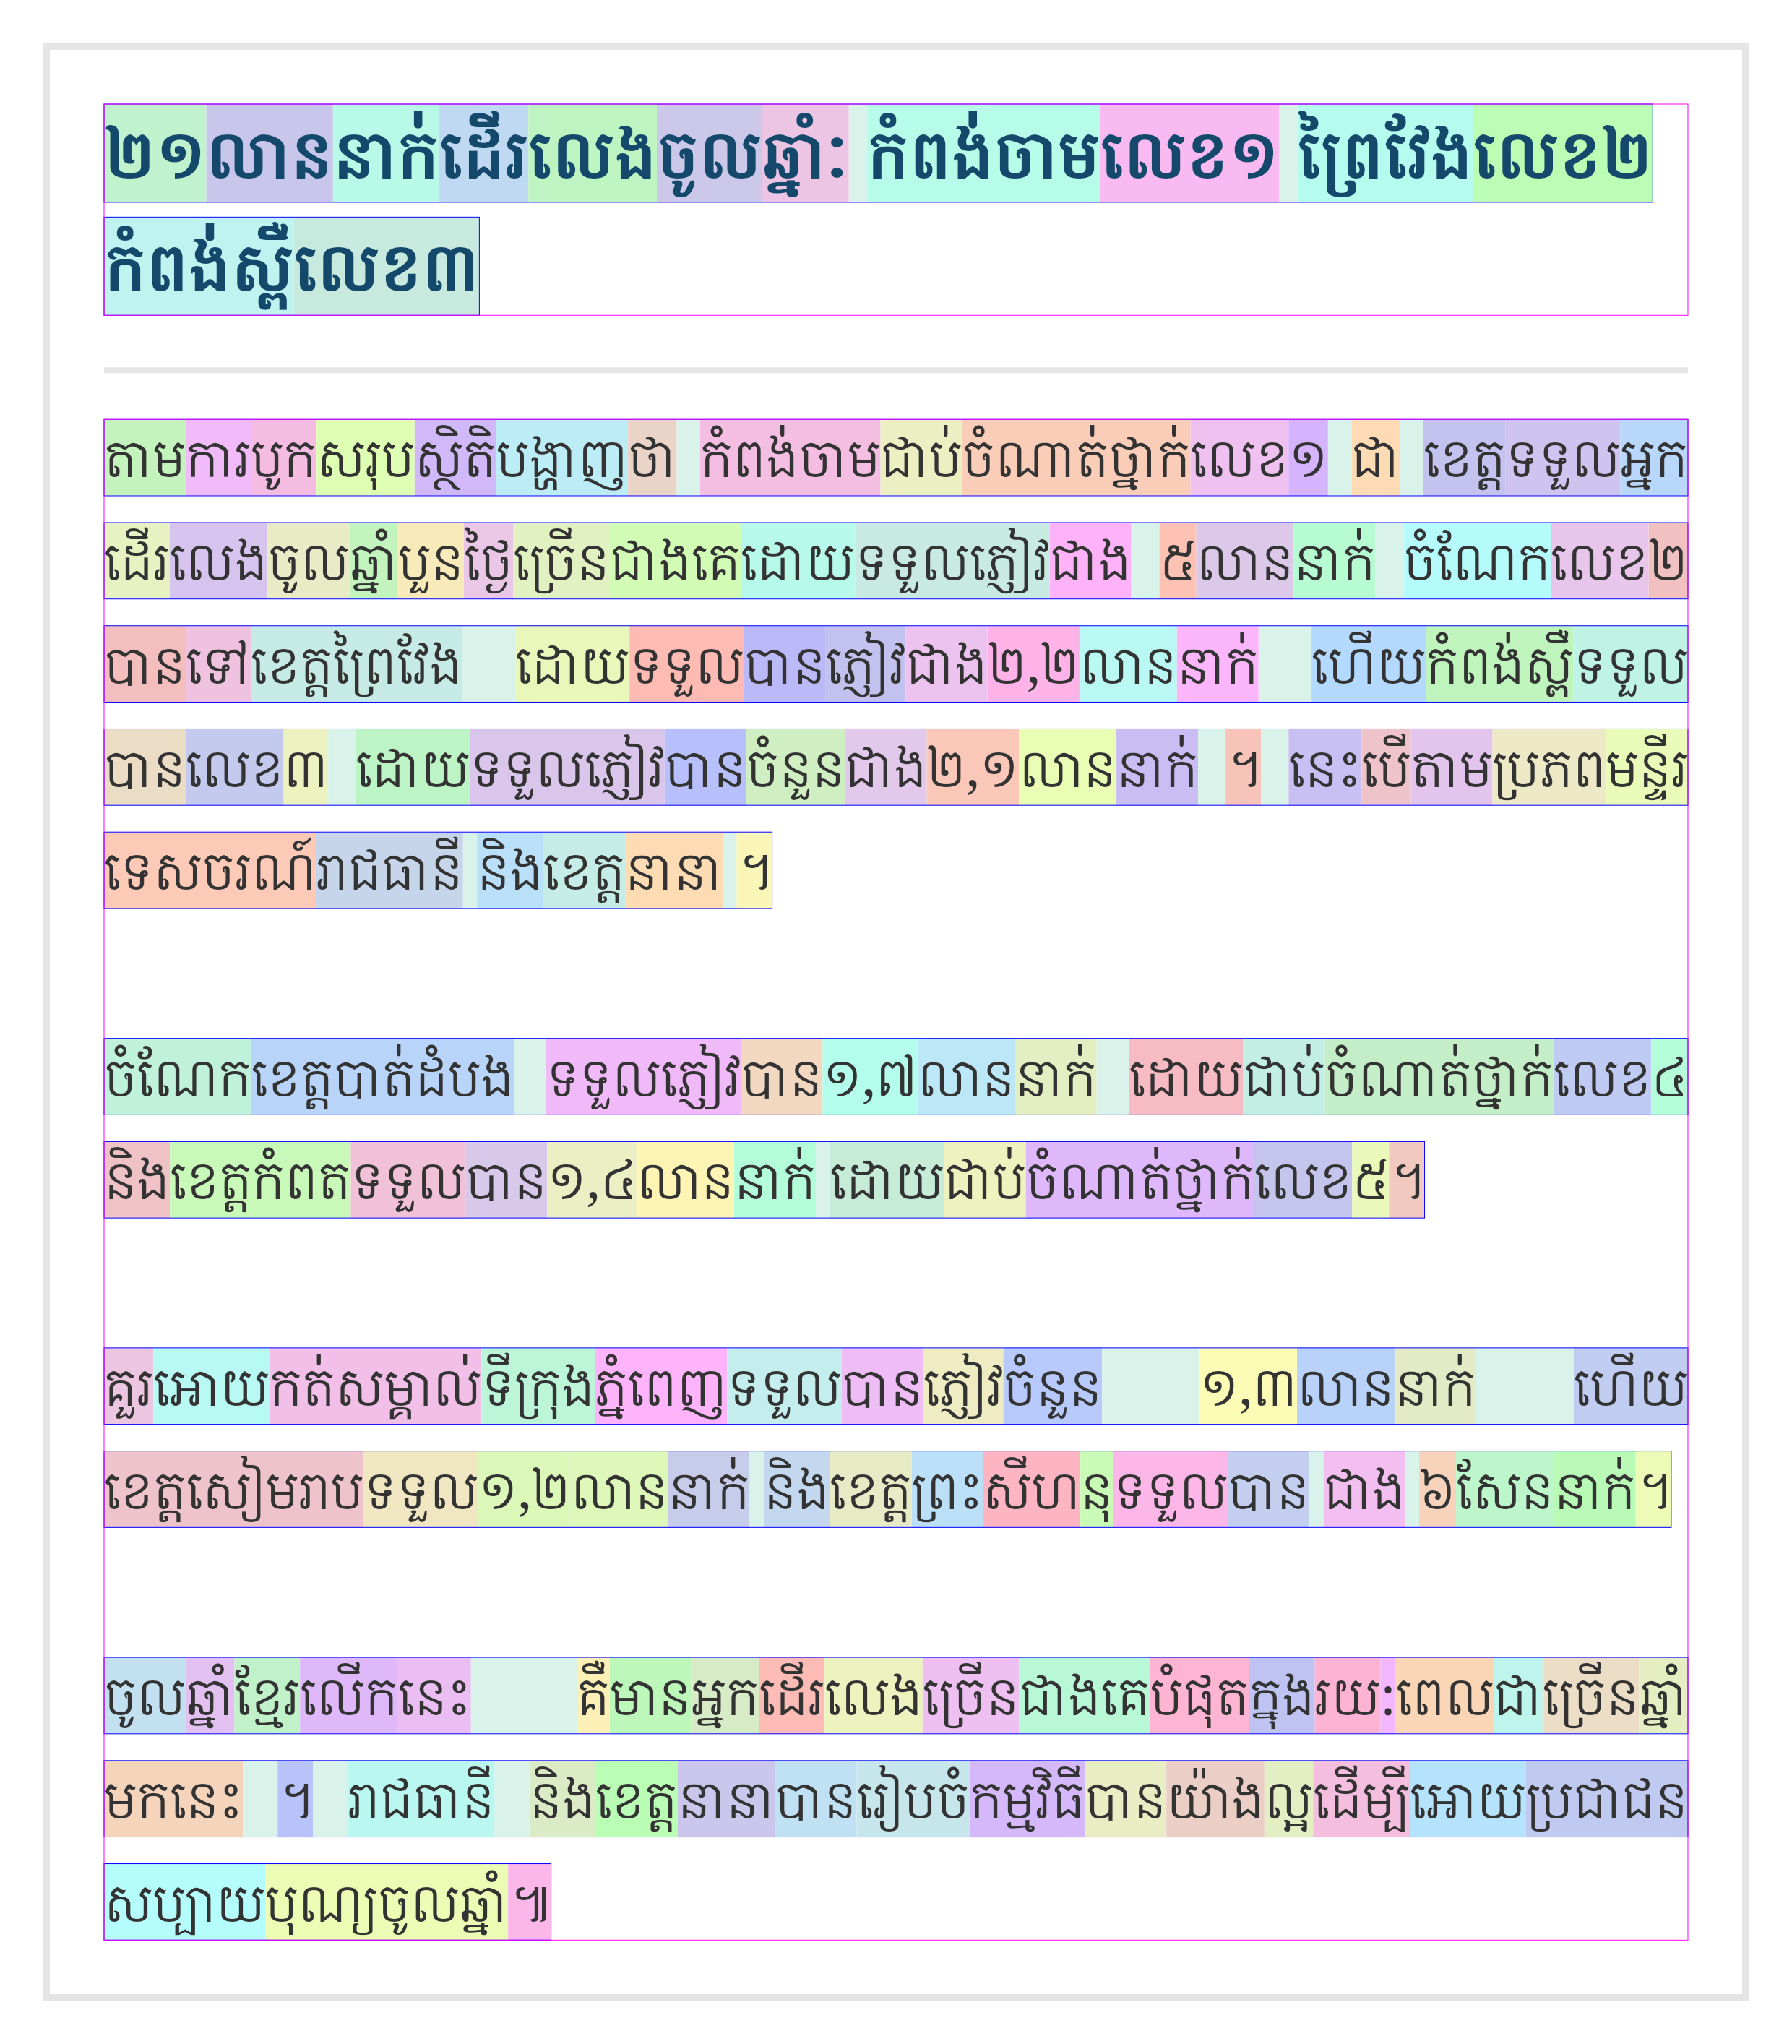 ២១លាននាក់ដើរលេងចូលឆ្នាំ: កំពង់ចាមលេខ១ ព្រៃវែងលេខ២
កំពង់ស្ពឺលេខ៣
តាមការបូកសរុបស្ថិតិបង្ហាញថា កំពង់ចាមជាប់ចំណាត់ថ្នាក់លេខ១ ជា ខេត្តទទួលអ្នក
ដើរលេងចូលឆ្នាំបួនថ្ងៃច្រើនជាងគេដោយទទួលភ្ញៀវជាង ៥លាននាក់ ចំណែកលេខ២
បានទៅខេត្តព្រៃវែង ដោយទទួលបានភ្ញៀវជាង២,២លាននាក់ ហើយកំពង់ស្ពឺទទួល
បានលេខ៣ ដោយទទួលភ្ញៀវបានចំនួនជាង២,១លាននាក់ ។ នេះបើតាមប្រភពមន្ទីរ
ទេសចរណ៍រាជធានី និងខេត្តនានា ។
ចំណែកខេត្តបាត់ដំបង ទទួលភ្ញៀវបាន១,៧លាននាក់ ដោយជាប់ចំណាត់ថ្នាក់លេខ៤
និងខេត្តកំពតទទួលបាន១,៤លាននាក់ ដោយជាប់ចំណាត់ថ្នាក់លេខ៥។
គួរអោយកត់សម្គាល់ទីក្រុងភ្នំពេញទទួលបានភ្ញៀវចំនួន ១,៣លាននាក់ ហើយ
ខេត្តសៀមរាបទទួល១,២លាននាក់ និងខេត្តព្រះសីហនុទទួលបាន ជាង ៦សែននាក់។
ចូលឆ្នាំខ្មែរលើកនេះ គឺមានអ្នកដើរលេងច្រើនជាងគេបំផុតក្នុងរយ:ពេលជាច្រើនឆ្នាំ
មកនេះ ។ រាជធានី និងខេត្តនានាបានរៀបចំកម្មវិធីបានយ៉ាងល្អដើម្បីអោយប្រជាជន
សប្បាយបុណ្យចូលឆ្នាំ៕